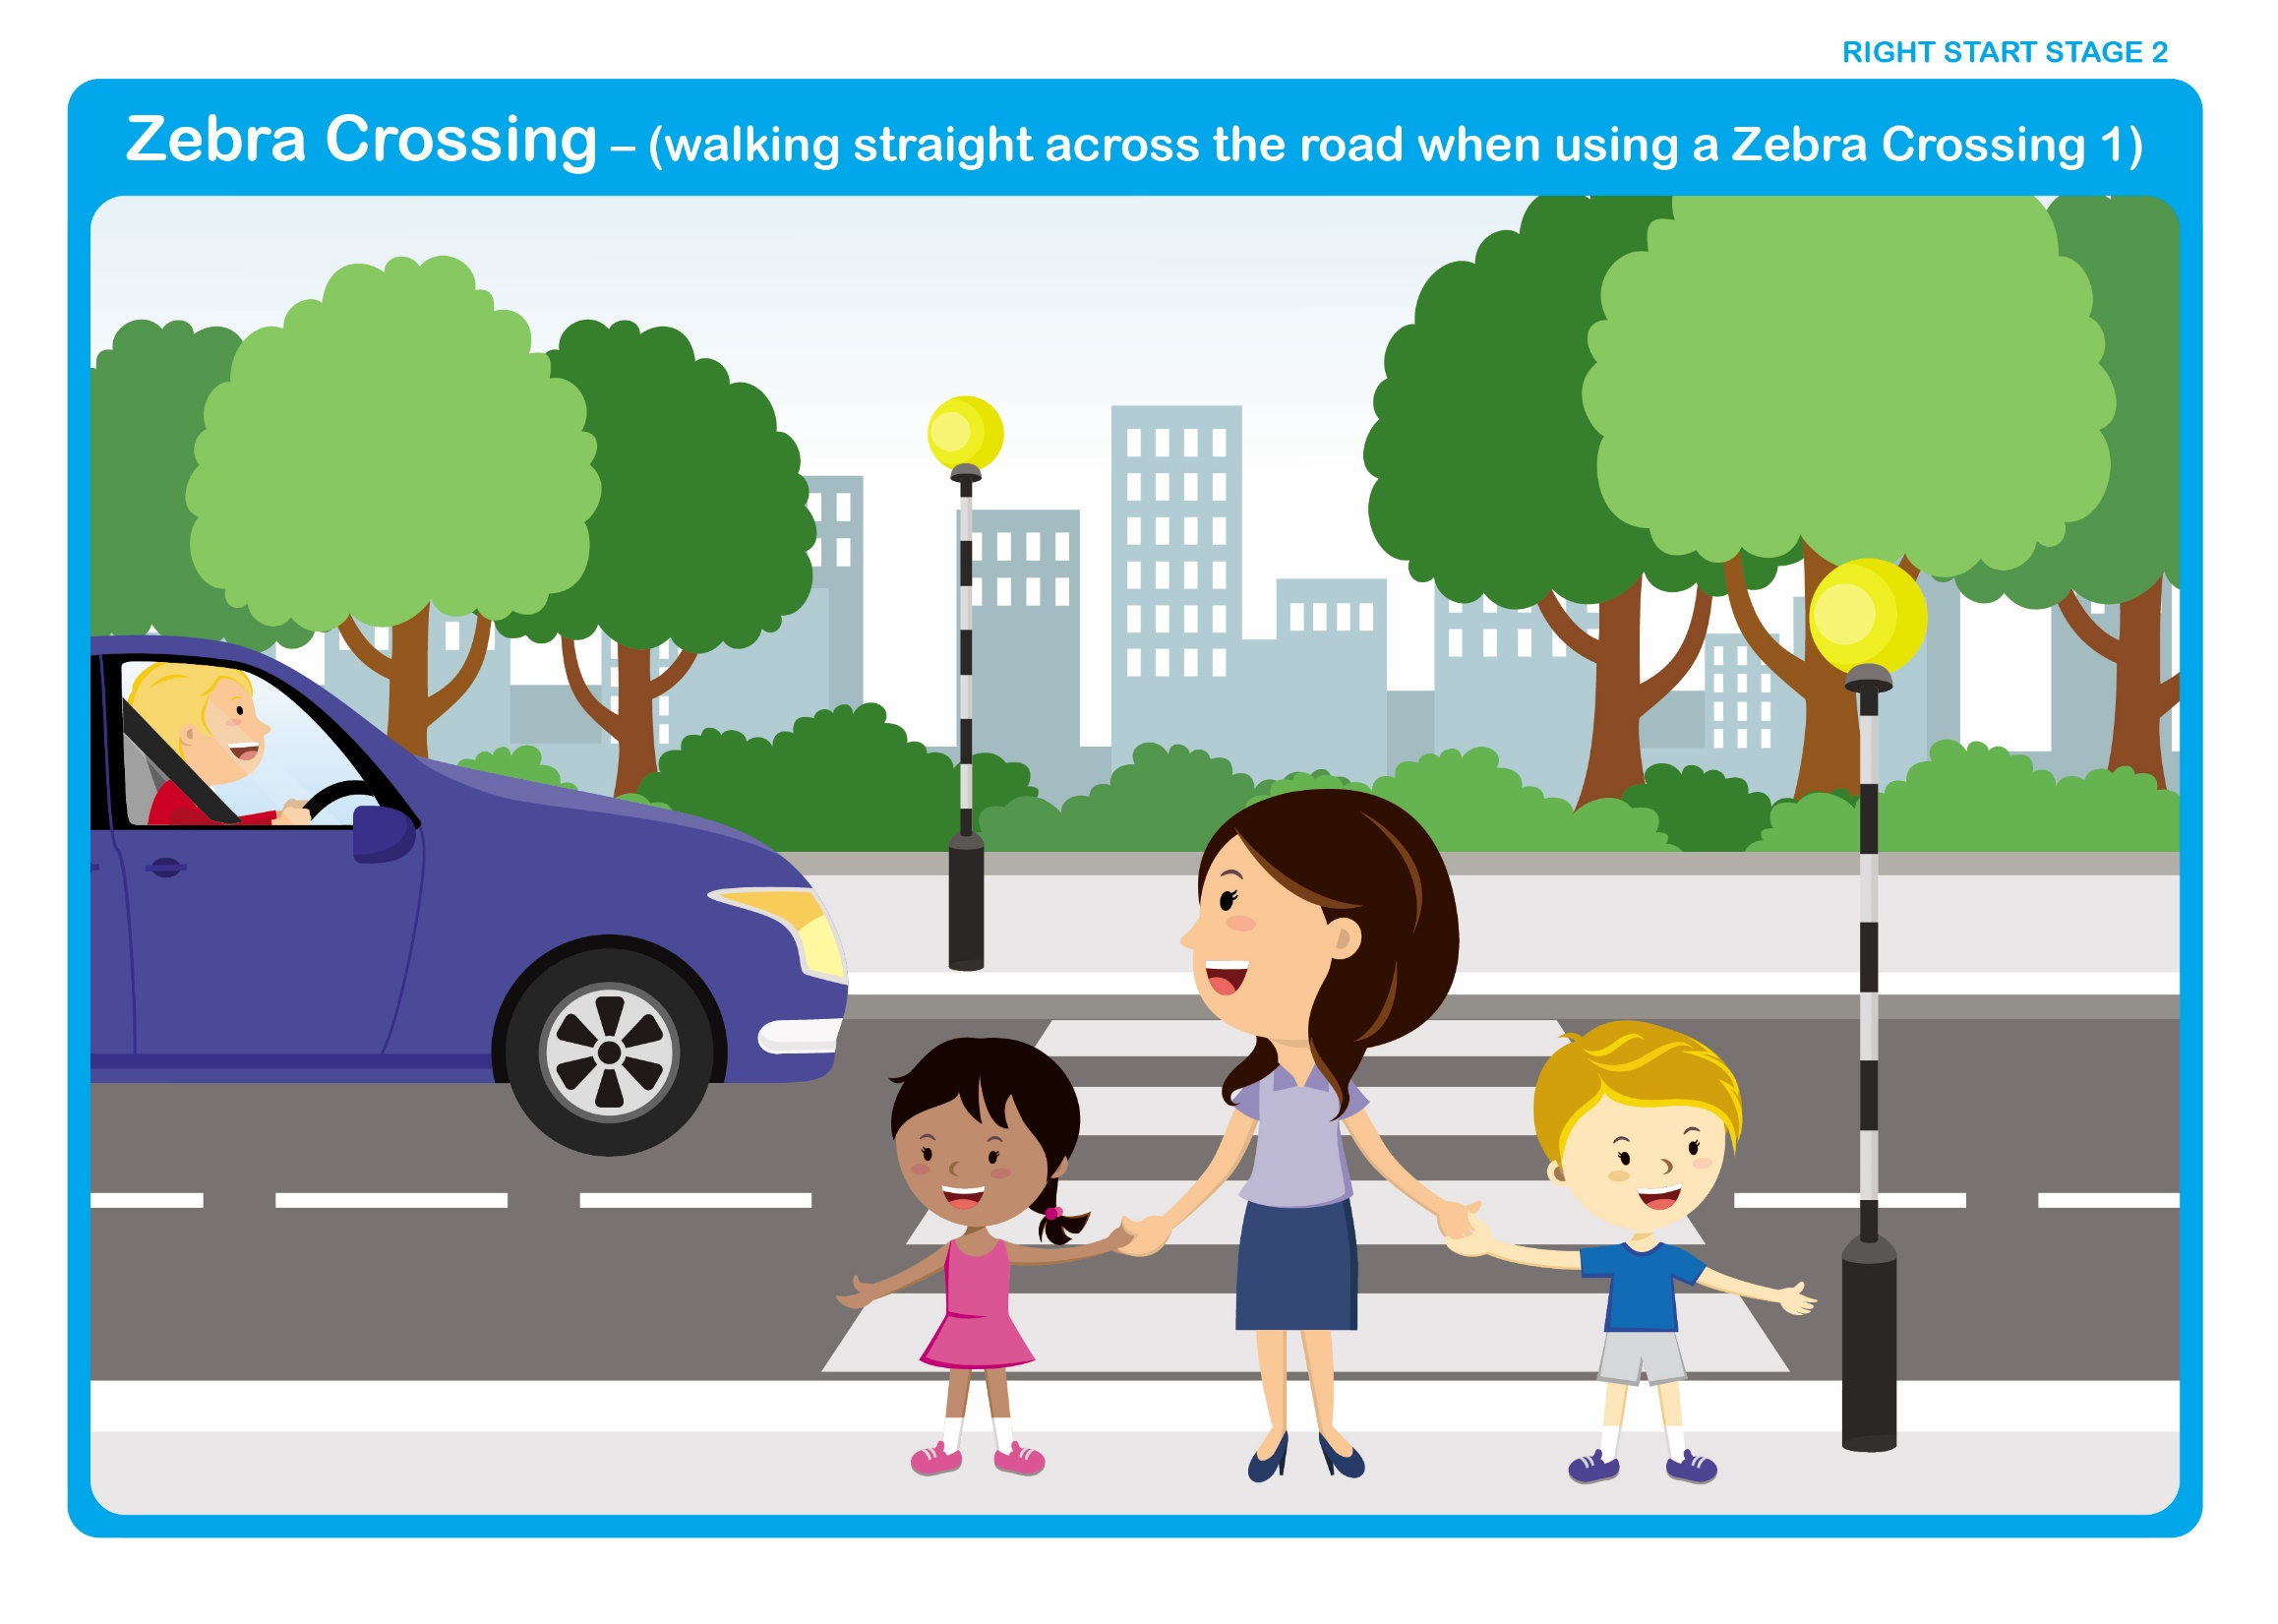 RIGHT START STAGE 2
Zebra Crossing – (walking straight across the road when using a Zebra Crossing 1)